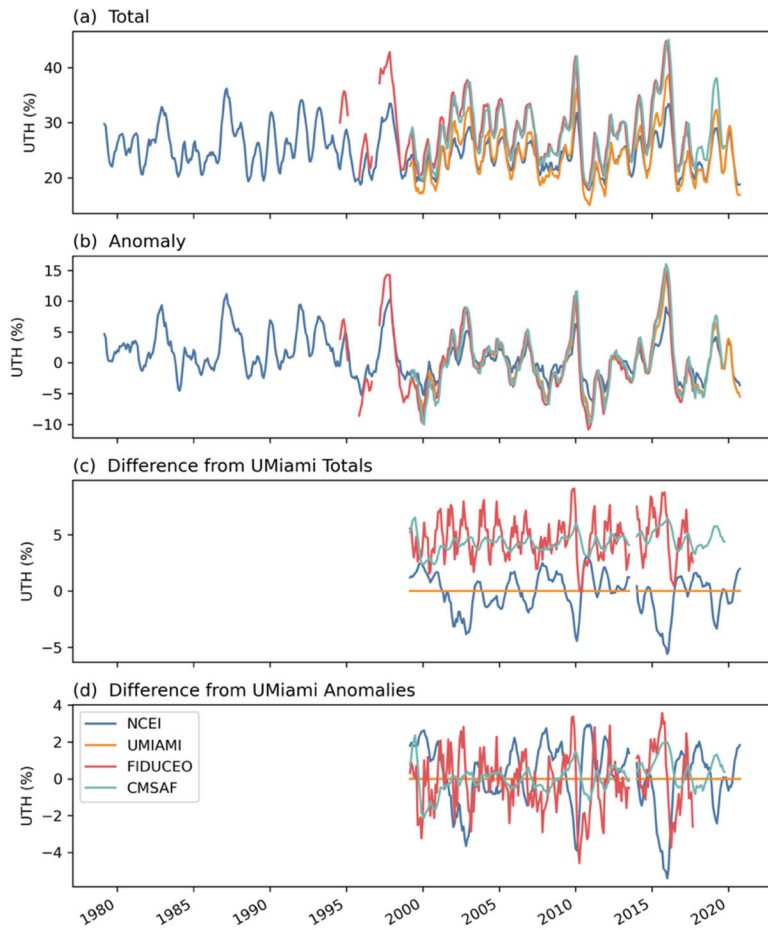 (a) Total
40
30
20
UTH (%)
(b) Anomaly
15
10
5
0
−5
−10
UTH (%)
(c) Difference from UMiami Totals
5
0
−5
UTH (%)
(d) Difference from UMiami Anomalies
4
2
0
−2
−4
UTH (%)
NCEI
UMIAMI
FIDUCEO
CMSAF
1980 1985 1990 1995 2000 2005 2010 2015 2020